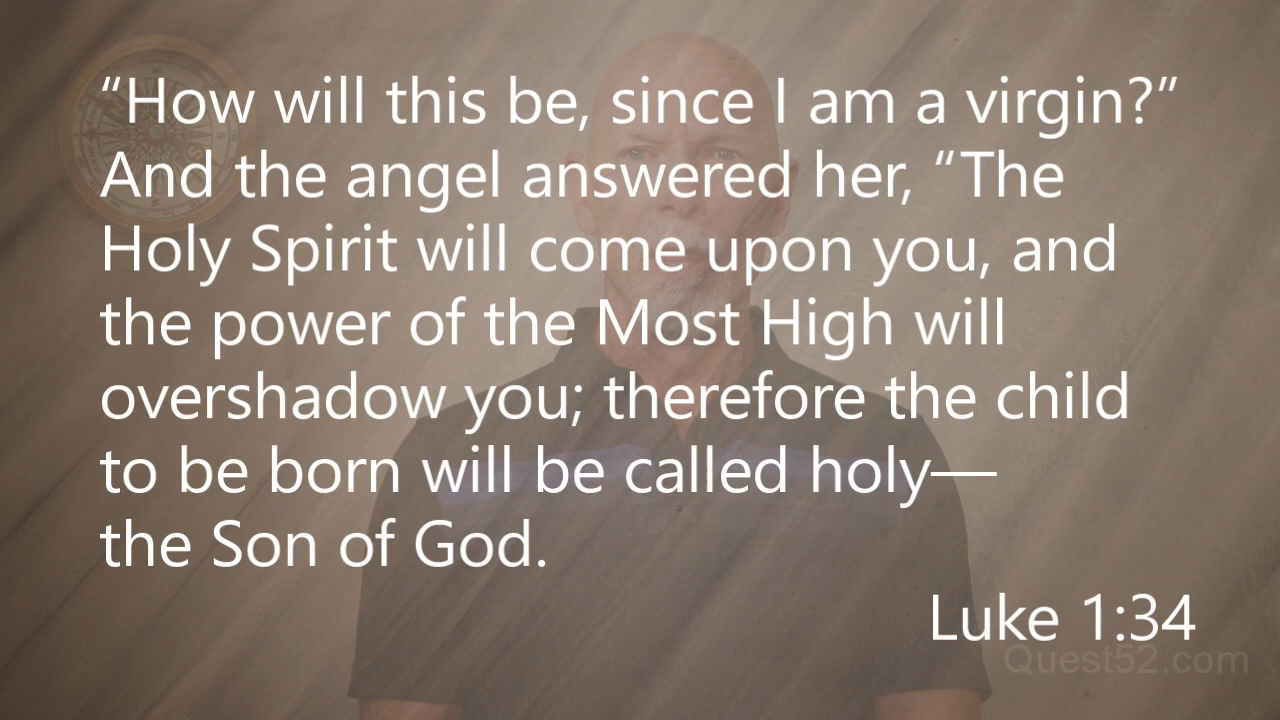 “How will this be, since I am a virgin?”
And the angel answered her, “The
Holy Spirit will come upon you, and
the power of the Most High will
overshadow you; therefore the child
to be born will be called holy—
the Son of God.
Luke 1:34
Quest52.com